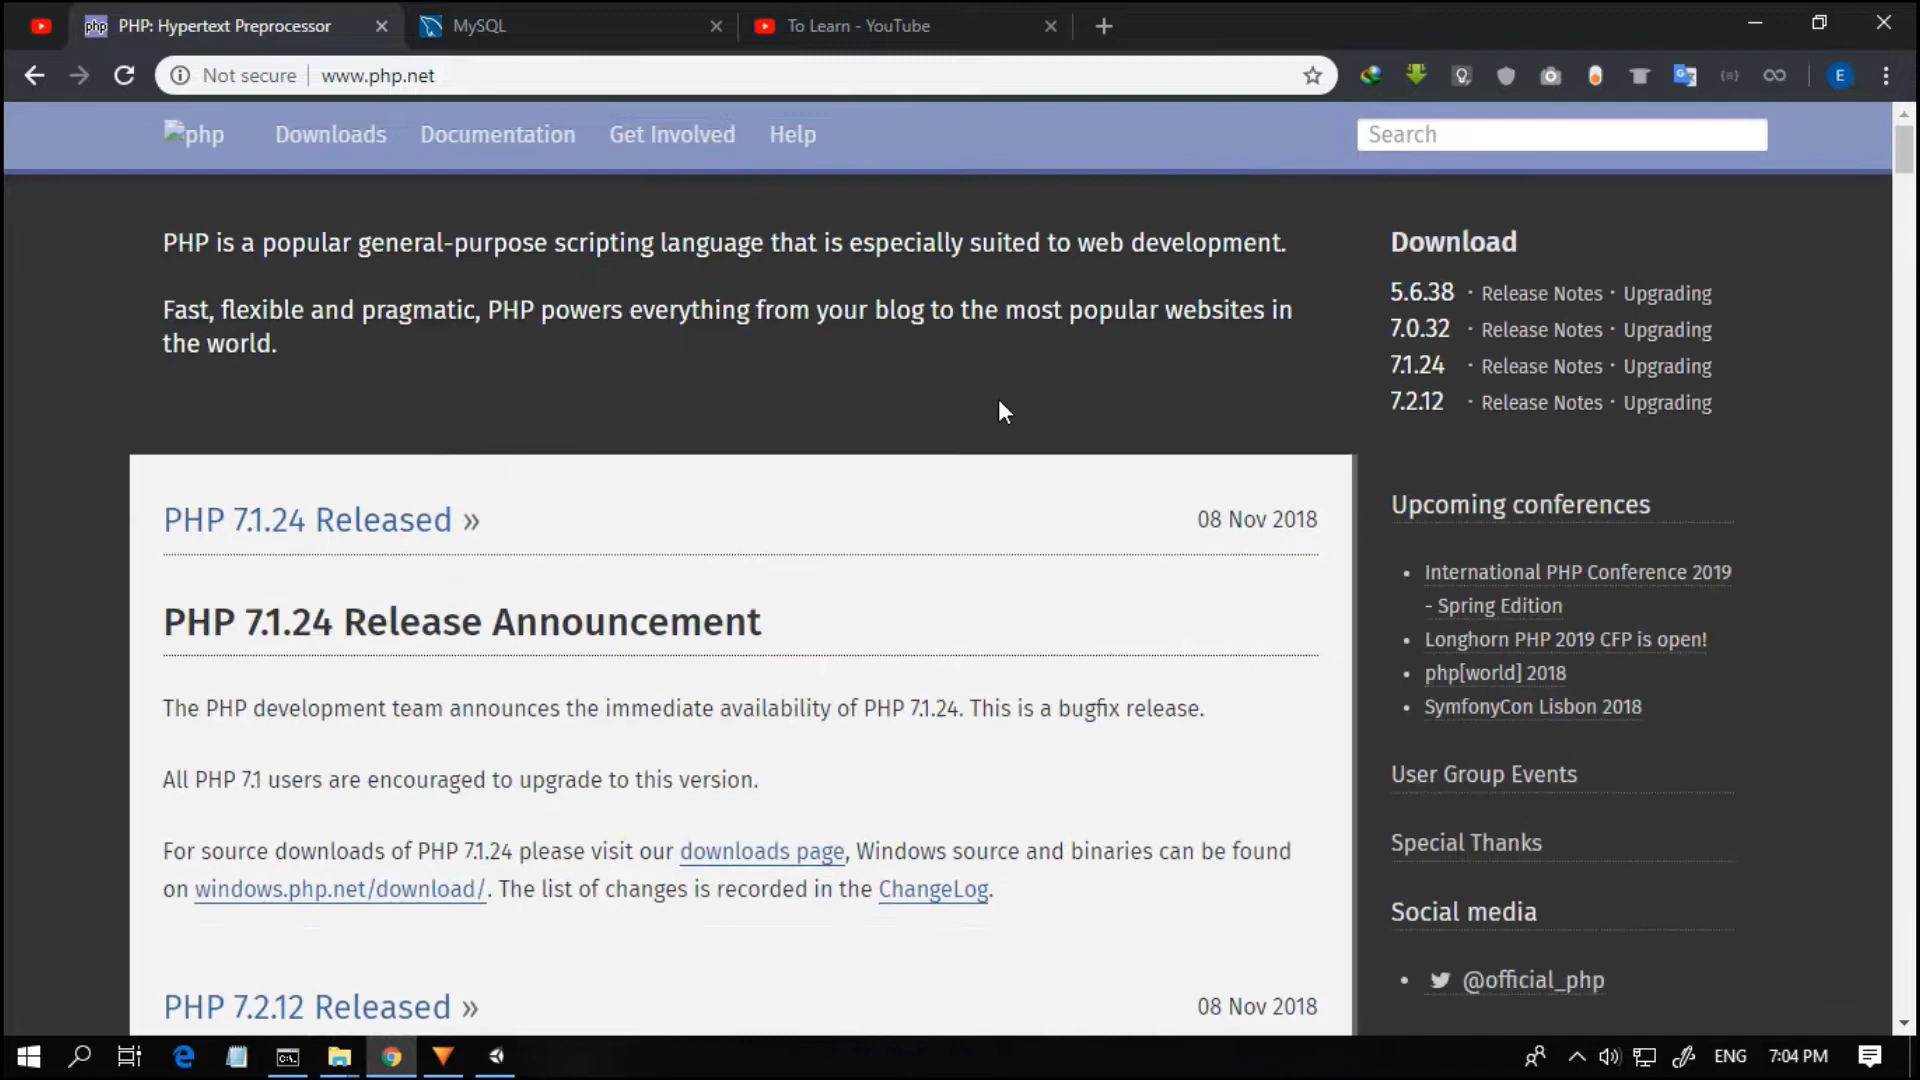 PHP: Hypertext Preprocessor
MySQL
To Learn - YouTube
Not secure
www.php.net
E
php
Downloads
Documentation
Get Involved
Help
Search
PHP is a popular general-purpose scripting language that is especially suited to web development.
Fast, flexible and pragmatic, PHP powers everything from your blog to the most popular websites in
the world.
Download
5.6.38 · Release Notes · Upgrading
7.0.32 · Release Notes · Upgrading
7.1.24 · Release Notes · Upgrading
7.2.12 · Release Notes · Upgrading
PHP 7.1.24 Released »
08 Nov 2018
PHP 7.1.24 Release Announcement
The PHP development team announces the immediate availability of PHP 7.1.24. This is a bugfix release.
All PHP 7.1 users are encouraged to upgrade to this version.
For source downloads of PHP 7.1.24 please visit our downloads page, Windows source and binaries can be found
on windows.php.net/download/. The list of changes is recorded in the ChangeLog.
PHP 7.2.12 Released »
08 Nov 2018
Upcoming conferences
• International PHP Conference 2019
- Spring Edition
• Longhorn PHP 2019 CFP is open!
• php[world] 2018
• SymfonyCon Lisbon 2018
User Group Events
Special Thanks
Social media
• @official_php
ENG
7:04 PM